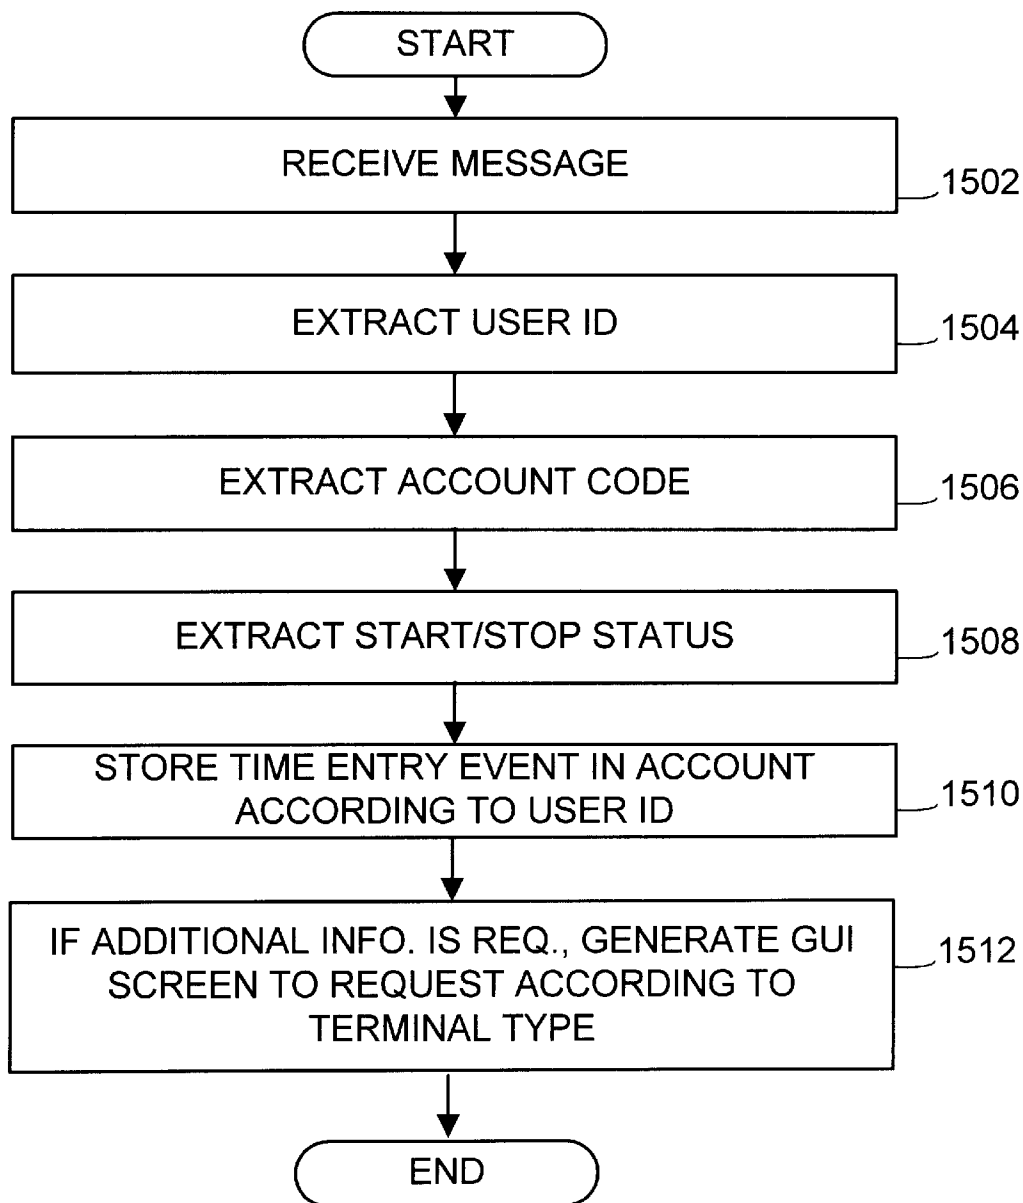 START
RECEIVE MESSAGE
1502
EXTRACT USER ID
1504
EXTRACT ACCOUNT CODE
1506
EXTRACT START/STOP STATUS
1508
STORE TIME ENTRY EVENT IN ACCOUNT
ACCORDING TO USER ID
1510
IF ADDITIONAL INFO. IS REQ., GENERATE GUI
SCREEN TO REQUEST ACCORDING TO
TERMINAL TYPE
1512
END